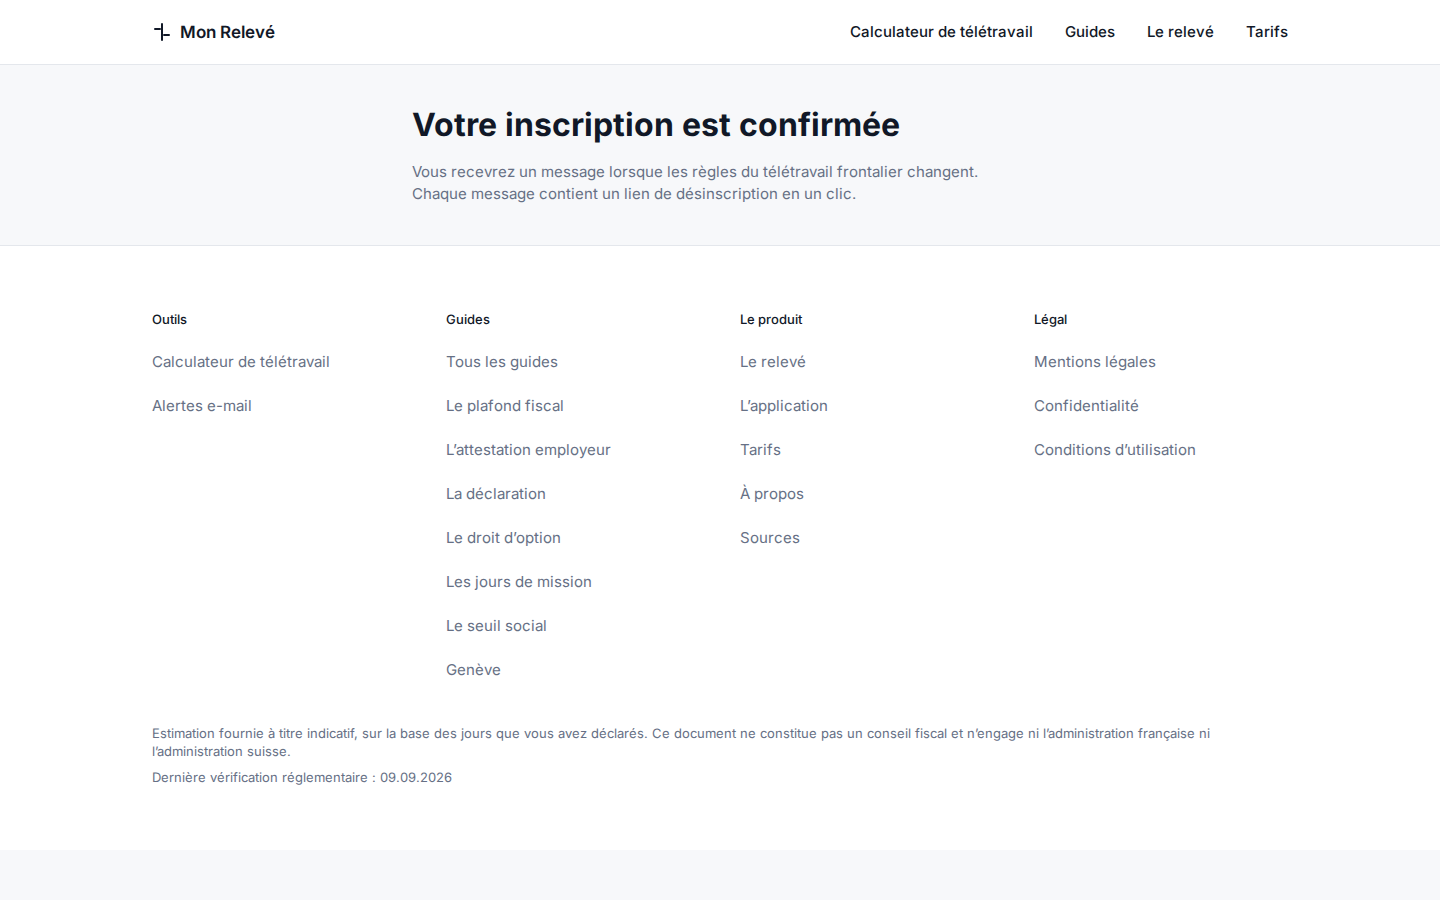 Mon Relevé
Calculateur de télétravail
Guides
Le relevé
Tarifs
Votre inscription est confirmée
Vous recevrez un message lorsque les règles du télétravail frontalier changent.
Chaque message contient un lien de désinscription en un clic.
Outils
Calculateur de télétravail
Alertes e-mail
Guides
Tous les guides
Le plafond fiscal
L’attestation employeur
La déclaration
Le droit d’option
Les jours de mission
Le seuil social
Genève
Le produit
Le relevé
L’application
Tarifs
À propos
Sources
Légal
Mentions légales
Confidentialité
Conditions d’utilisation
Estimation fournie à titre indicatif, sur la base des jours que vous avez déclarés. Ce document ne constitue pas un conseil fiscal et n’engage ni l’administration française ni
l’administration suisse.
Dernière vérification réglementaire : 09.09.2026